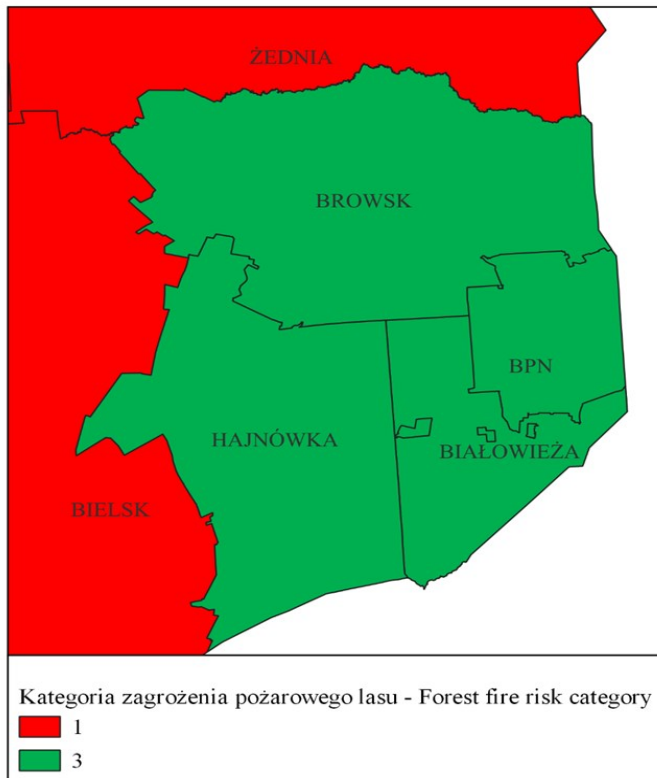 ŻEDNIA
BROWSK
BPN
HAJNÓWKA
BIAŁOWIEŻA
BIELSK
Kategoria zagrożenia pożarowego lasu - Forest fire risk category
1
3